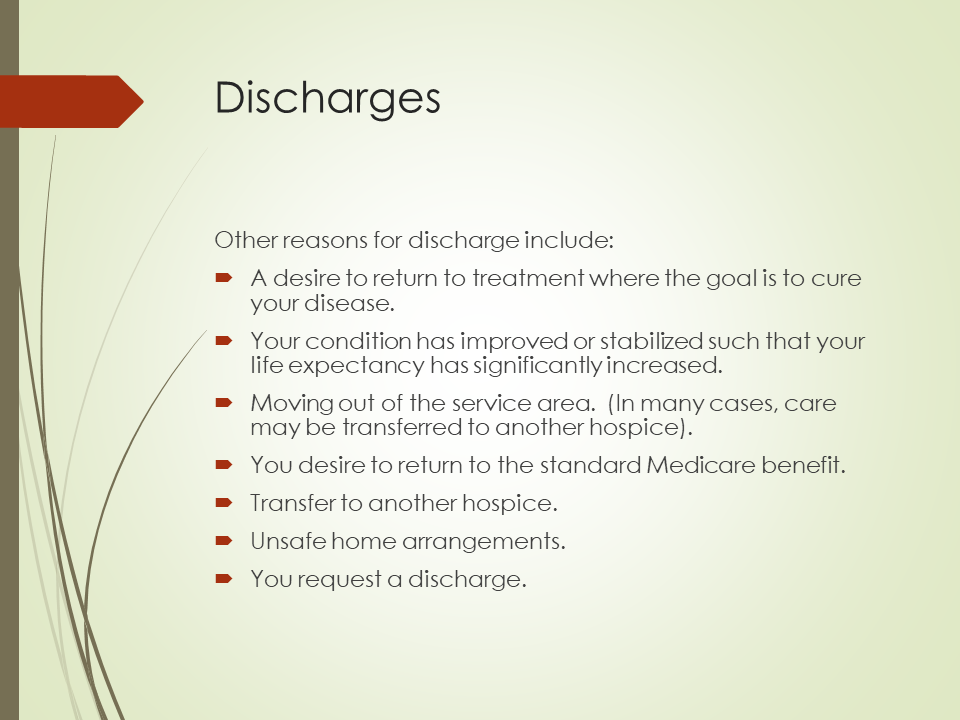 Discharges
Other reasons for discharge include:
A desire to return to treatment where the goal is to cure
your disease.
Your condition has improved or stabilized such that your
life expectancy has significantly increased.
Moving out of the service area.  (In many cases, care
may be transferred to another hospice).
You desire to return to the standard Medicare benefit.
Transfer to another hospice.
Unsafe home arrangements.
You request a discharge.